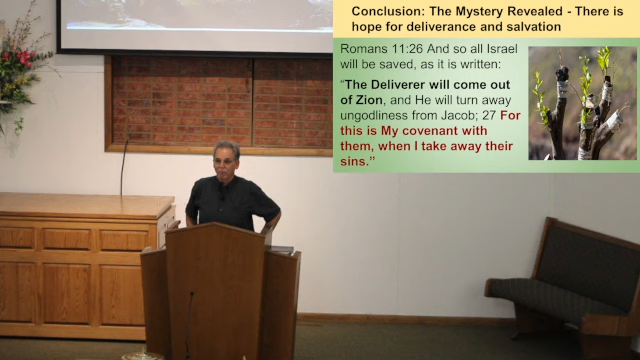 Conclusion: The Mystery Revealed - There is
hope for deliverance and salvation
Romans 11:26 And so all Israel
will be saved, as it is written:
“The Deliverer will come out
of Zion, and He will turn away
ungodliness from Jacob; 27 For
this is My covenant with
them, when I take away their
sins.”